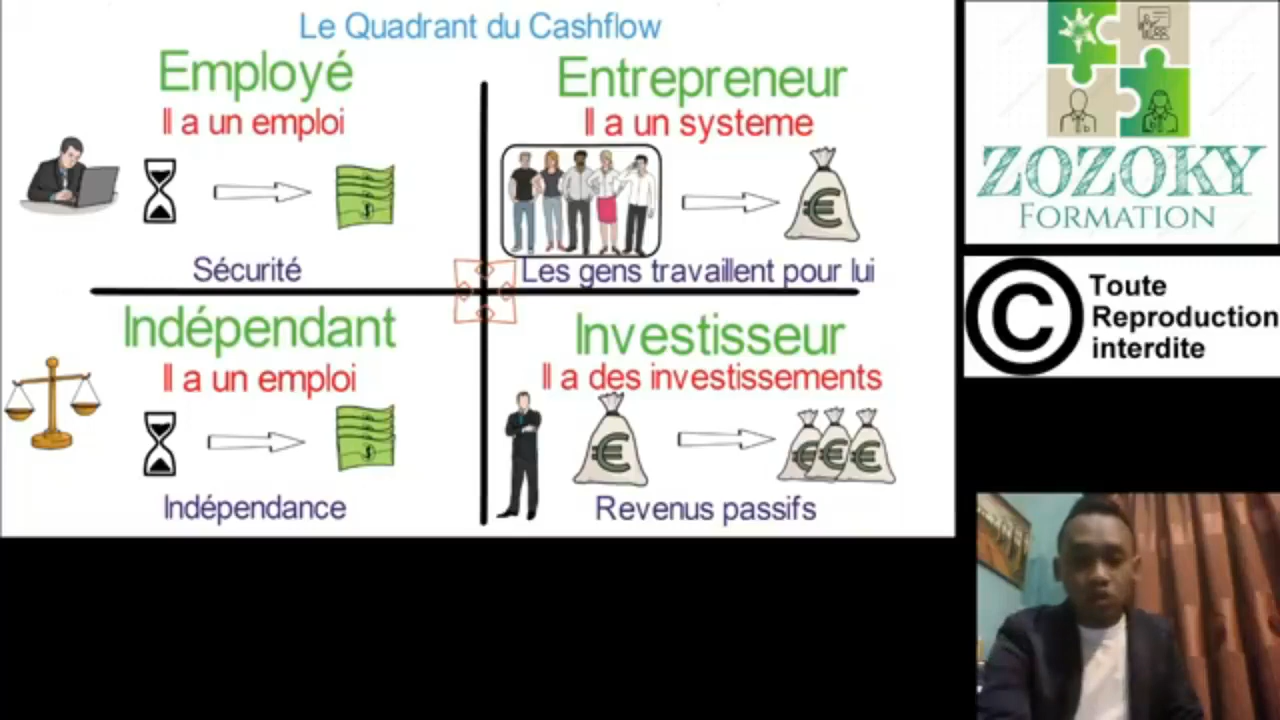 Le Quadrant du Cashflow
Employé
Il a un emploi
Sécurité
Entrepreneur
Il a un systeme
€
Les gens travaillent pour lui
Indépendant
Il a un emploi
Indépendance
Investisseur
Il a des investissements
€
€ € €
Revenus passifs
ZOZOKY
FORMATION
© Toute
Reproduction
interdite